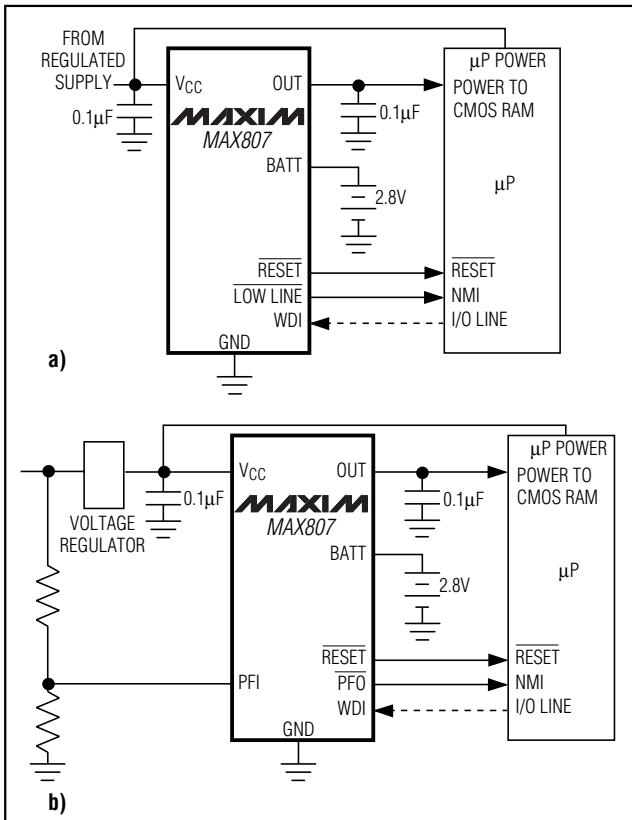 FROM
REGULATED
SUPPLY
0.1µF
VCC
OUT
MAXIM
MAX807
BATT
RESET
LOW LINE
WDI
GND
0.1µF
2.8V
µP POWER
POWER TO
CMOS RAM
µP
RESET
NMI
I/O LINE
a)
VOLTAGE
REGULATOR
0.1µF
VCC
OUT
MAXIM
MAX807
BATT
PFI
RESET
PFO
WDI
GND
0.1µF
2.8V
µP POWER
POWER TO
CMOS RAM
µP
RESET
NMI
I/O LINE
b)